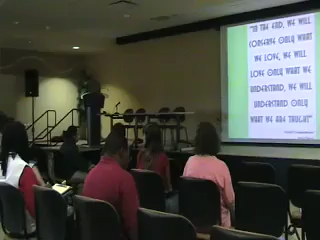 "IN THE END, WE WILL
CONSERVE ONLY WHAT
WE LOVE, WE WILL
LOVE ONLY WHAT WE
UNDERSTAND, WE WILL
UNDERSTAND ONLY
WHAT WE ARE TAUGHT."